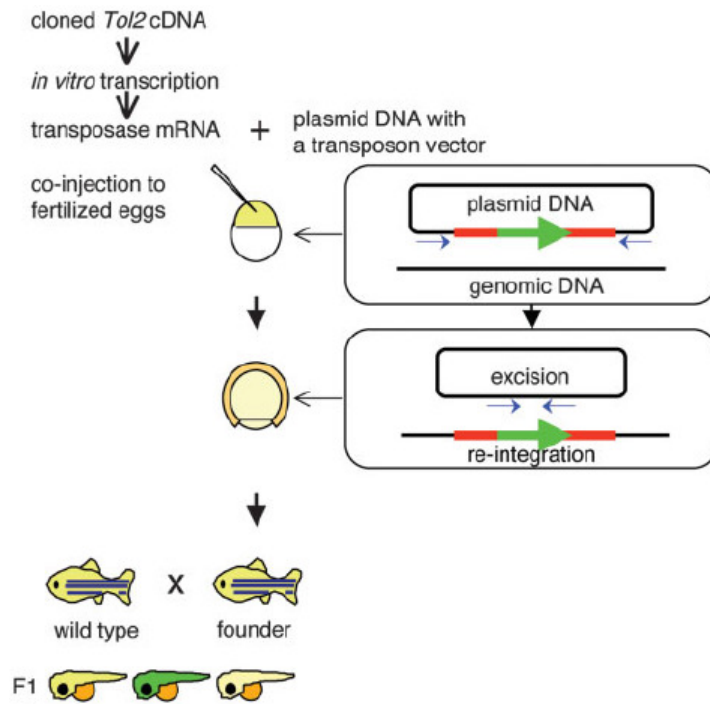 cloned Tol2 cDNA
in vitro transcription
transposase mRNA + plasmid DNA with
a transposon vector
co-injection to
fertilized eggs
plasmid DNA
genomic DNA
excision
re-integration
X
wild type founder
F1